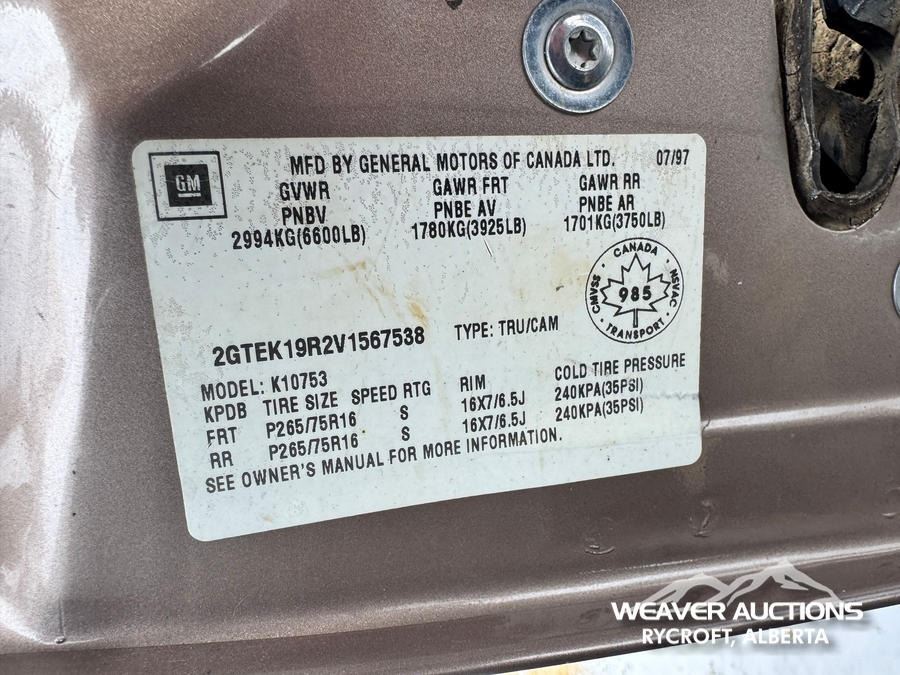 GM
MFD BY GENERAL MOTORS OF CANADA LTD. 07/97
GVWR GAWR FRT GAWR RR
PNBV PNBE AV PNBE AR
2994KG(6600LB) 1780KG(3925LB) 1701KG(3750LB)
CANADA
CMVSS 985 NSVAC
TRANSPORT
2GTEK19R2V1567538 TYPE: TRU/CAM
MODEL: K10753
KPDB TIRE SIZE SPEED RTG RIM COLD TIRE PRESSURE
FRT P265/75R16 S 16X7/6.5J 240KPA(35PSI)
RR P265/75R16 S 16X7/6.5J 240KPA(35PSI)
SEE OWNER'S MANUAL FOR MORE INFORMATION.
WEAVER AUCTIONS
RYCROFT, ALBERTA